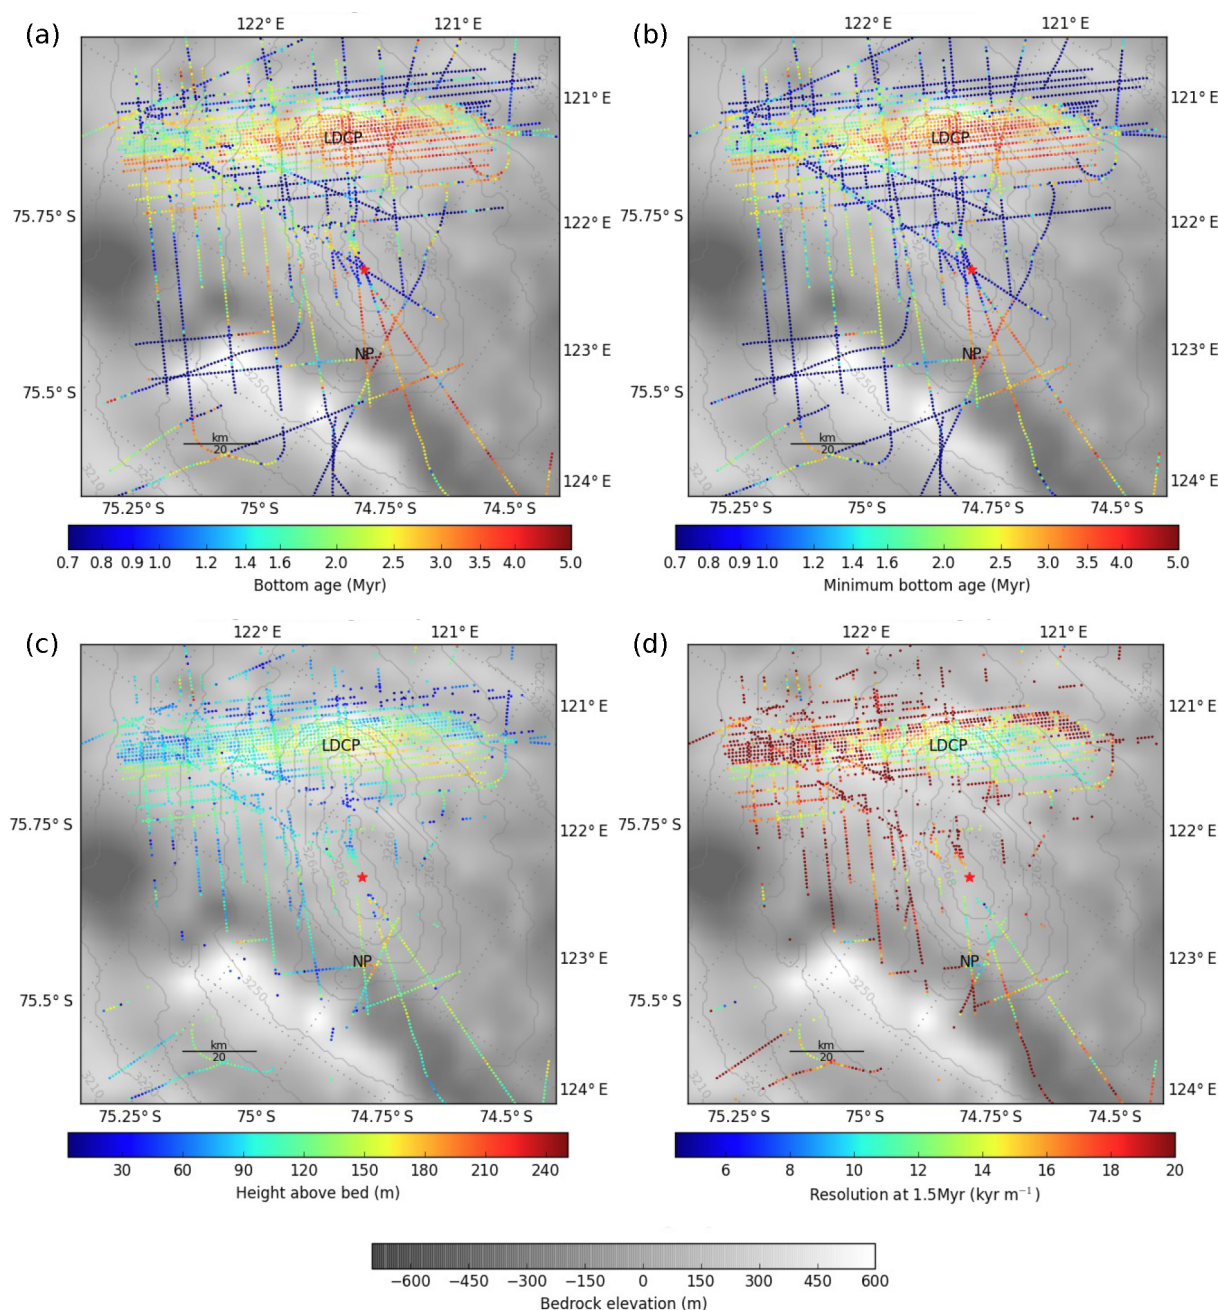 (a)
122° E
121° E
(b)
122° E
121° E
121° E
121° E
LDCP
LDCP
75.75° S
122° E
75.75° S
122° E
NP
123° E
NP
123° E
75.5° S
3250
75.5° S
3250
km
20
km
20
3210
124° E
3210
124° E
75.25° S
75° S
74.75° S
74.5° S
75.25° S
75° S
74.75° S
74.5° S
0.7 0.8 0.9 1.0 1.2 1.4 1.6 2.0 2.5 3.0 3.5 4.0 5.0
0.7 0.8 0.9 1.0 1.2 1.4 1.6 2.0 2.5 3.0 3.5 4.0 5.0
Bottom age (Myr)
Minimum bottom age (Myr)
(c)
122° E
121° E
(d)
122° E
121° E
121° E
121° E
LDCP
LDCP
75.75° S
122° E
75.75° S
122° E
NP
123° E
NP
123° E
75.5° S
3250
75.5° S
3250
km
20
km
20
3210
124° E
3210
124° E
75.25° S
75° S
74.75° S
74.5° S
75.25° S
75° S
74.75° S
74.5° S
30 60 90 120 150 180 210 240
6 8 10 12 14 16 18 20
Height above bed (m)
Resolution at 1.5Myr (kyr m⁻¹)
−600 −450 −300 −150 0 150 300 450 600
Bedrock elevation (m)